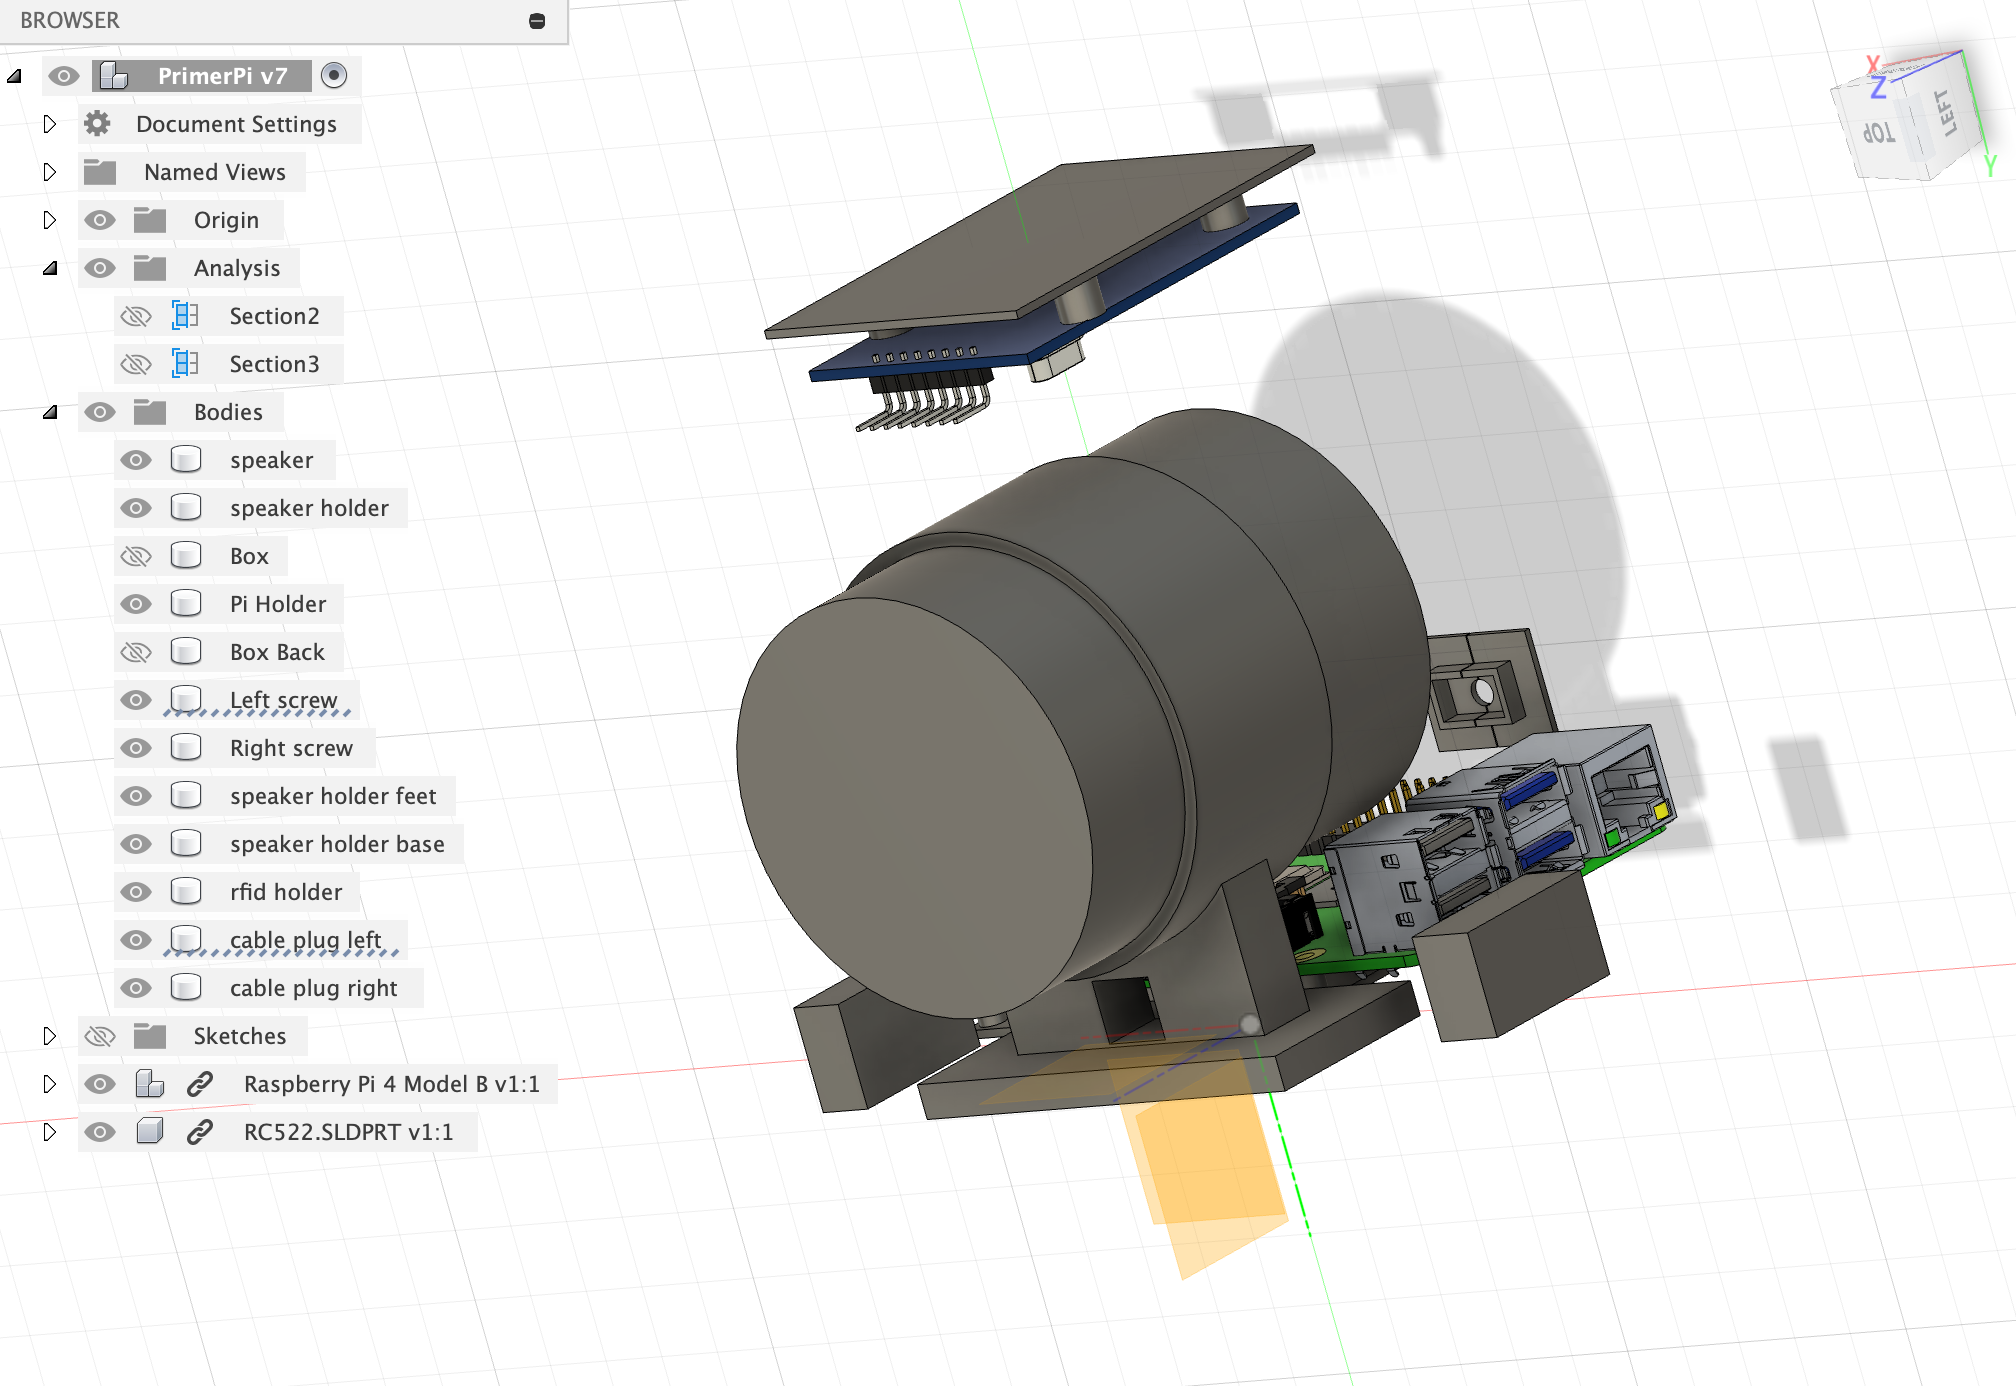 BROWSER
PrimerPi v7
Document Settings
Named Views
Origin
Analysis
Section2
Section3
Bodies
speaker
speaker holder
Box
Pi Holder
Box Back
Left screw
Right screw
speaker holder feet
speaker holder base
rfid holder
cable plug left
cable plug right
Sketches
Raspberry Pi 4 Model B v1:1
RC522.SLDPRT v1:1
X
Z
TOP
LEFT
Y